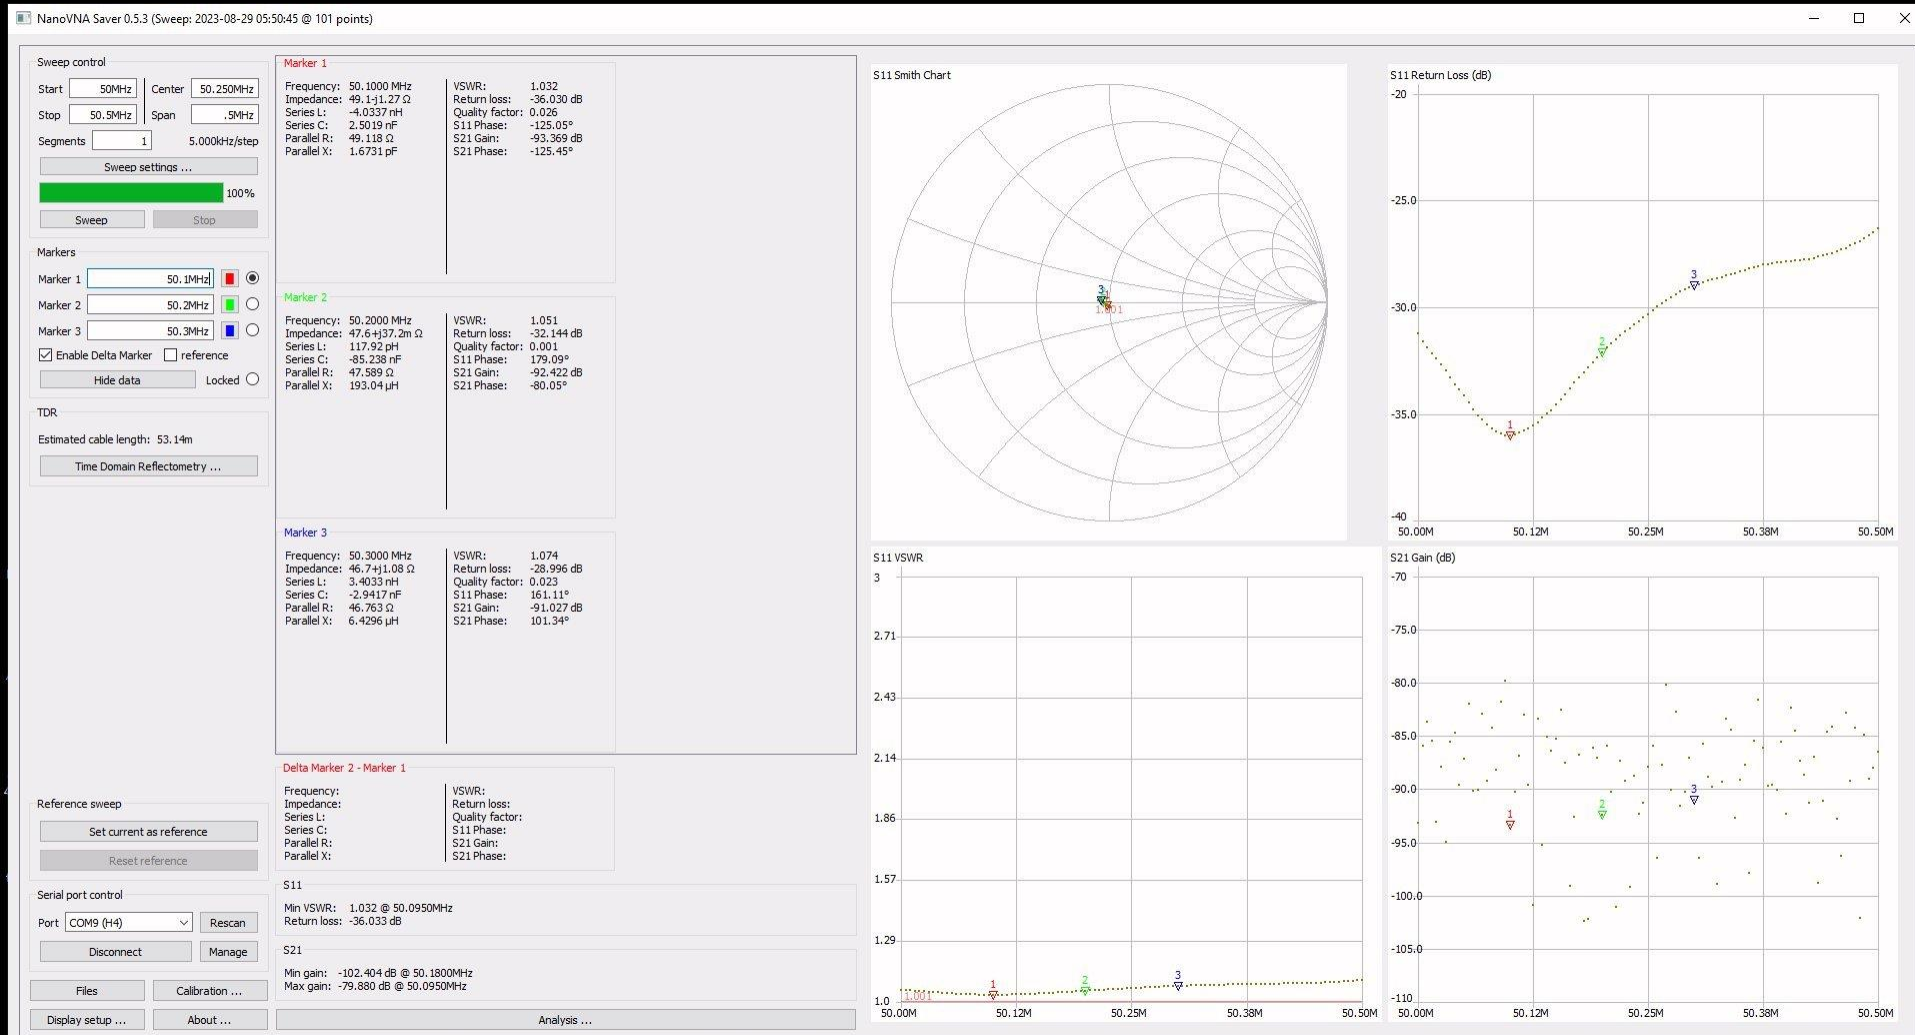 NanoVNA Saver 0.5.3 (Sweep: 2023-08-29 05:50:45 @ 101 points)
Sweep control
Start 50MHz Center 50.250MHz
Stop 50.5MHz Span .5MHz
Segments 1 5.000kHz/step
Sweep settings ...
100%
Sweep Stop
Markers
Marker 1 50.1MHz
Marker 2 50.2MHz
Marker 3 50.3MHz
Enable Delta Marker reference
Hide data Locked
TDR
Estimated cable length: 53.14m
Time Domain Reflectometry ...
Reference sweep
Set current as reference
Reset reference
Serial port control
Port COM9 (H4) Rescan
Disconnect Manage
Files Calibration ...
Display setup ... About ...
Marker 1
Frequency: 50.1000 MHz VSWR: 1.032
Impedance: 49.1-j1.27 Ω Return loss: -36.030 dB
Series L: -4.0337 nH Quality factor: 0.026
Series C: 2.5019 nF S11 Phase: -125.05°
Parallel R: 49.118 Ω S21 Gain: -93.369 dB
Parallel X: 1.6731 pF S21 Phase: -125.45°
Marker 2
Frequency: 50.2000 MHz VSWR: 1.051
Impedance: 47.6+j37.2m Ω Return loss: -32.144 dB
Series L: 117.92 pH Quality factor: 0.001
Series C: -85.238 nF S11 Phase: 179.09°
Parallel R: 47.589 Ω S21 Gain: -92.422 dB
Parallel X: 193.04 µH S21 Phase: -80.05°
Marker 3
Frequency: 50.3000 MHz VSWR: 1.074
Impedance: 46.7+j1.08 Ω Return loss: -28.996 dB
Series L: 3.4033 nH Quality factor: 0.023
Series C: -2.9417 nF S11 Phase: 161.11°
Parallel R: 46.763 Ω S21 Gain: -91.027 dB
Parallel X: 6.4296 µH S21 Phase: 101.34°
Delta Marker 2 - Marker 1
Frequency: VSWR:
Impedance: Return loss:
Series L: Quality factor:
Series C: S11 Phase:
Parallel R: S21 Gain:
Parallel X: S21 Phase:
S11
Min VSWR: 1.032 @ 50.0950MHz
Return loss: -36.033 dB
S21
Min gain: -102.404 dB @ 50.1800MHz
Max gain: -79.880 dB @ 50.0950MHz
Analysis ...
S11 Smith Chart
3
1
1.001
S11 Return Loss (dB)
-20
-25.0
-30.0
-35.0
-40
1
2
3
50.00M 50.12M 50.25M 50.38M 50.50M
S11 VSWR
3
2.71
2.43
2.14
1.86
1.57
1.29
1.0
1.001
1 2 3
50.00M 50.12M 50.25M 50.38M 50.50M
S21 Gain (dB)
-70
-75.0
-80.0
-85.0
-90.0
-95.0
-100.0
-105.0
-110
1 2 3
50.00M 50.12M 50.25M 50.38M 50.50M